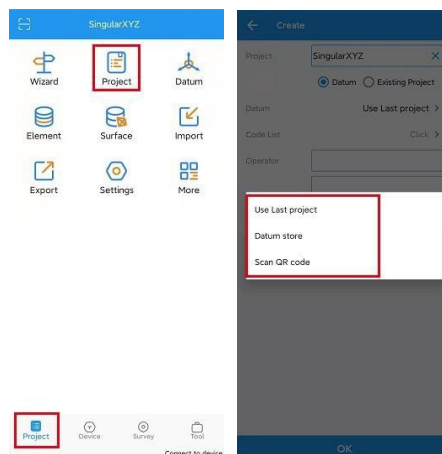 SingularXYZ
Wizard Project Datum
Element Surface Import
Export Settings More
Project Device Survey Tool
Connect to device
Create
Project SingularXYZ
Datum Existing Project
Datum Use Last project
Code List Click
Operator
Use Last project
Datum store
Scan QR code
OK